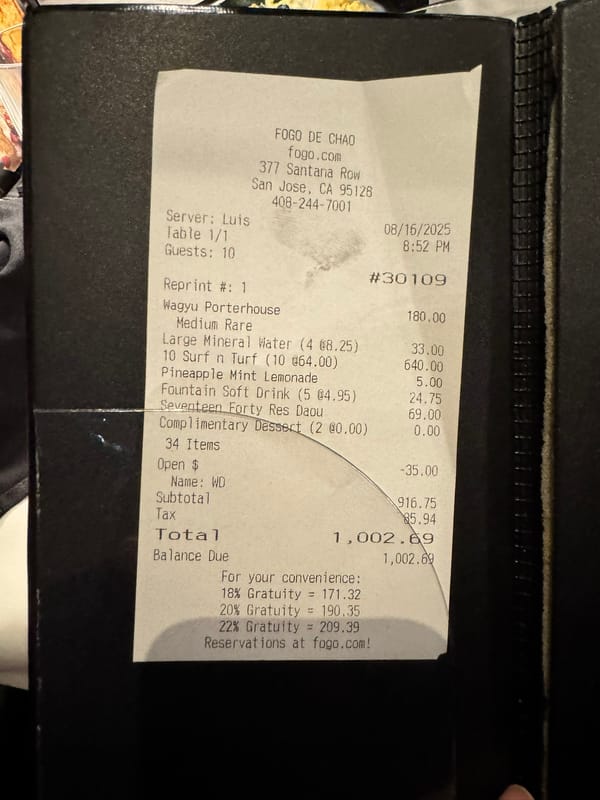 FOGO DE CHAO
fogo.com
377 Santana Row
San Jose, CA 95128
408-244-7001
Server: Luis 08/16/2025
Table 1/1 8:52 PM
Guests: 10
#30109
Reprint #: 1
Wagyu Porterhouse 180.00
Medium Rare
Large Mineral Water (4 @8.25) 33.00
10 Surf n Turf (10 @64.00) 640.00
Pineapple Mint Lemonade 5.00
Fountain Soft Drink (5 @4.95) 24.75
Seventeen Forty Res Daou 69.00
Complimentary Dessert (2 @0.00) 0.00
34 Items
Open $ -35.00
Name: WD
Subtotal 916.75
Tax 85.94
Total 1,002.69
Balance Due 1,002.69
For your convenience:
18% Gratuity = 171.32
20% Gratuity = 190.35
22% Gratuity = 209.39
Reservations at fogo.com!